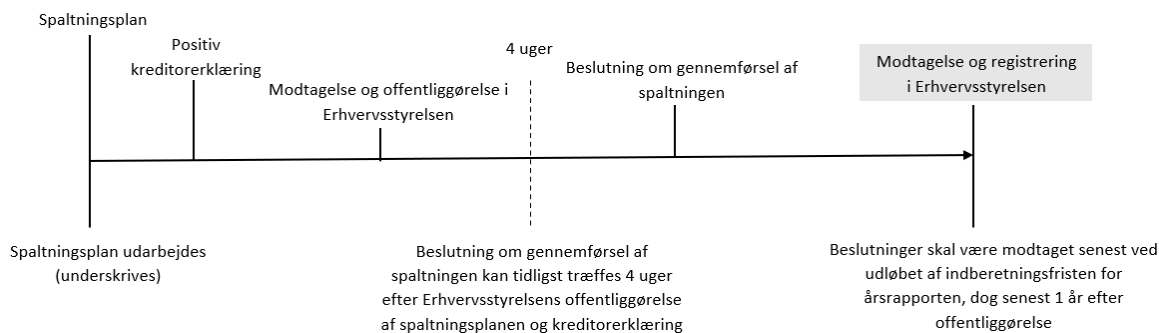 Spaltningsplan
Positiv
kreditorerklæring
Modtagelse og offentliggørelse i
Erhvervsstyrelsen
4 uger
Beslutning om gennemførsel af
spaltningen
Modtagelse og registrering
i Erhvervsstyrelsen
Spaltningsplan udarbejdes
(underskrives)
Beslutning om gennemførsel af
spaltningen kan tidligst træffes 4 uger
efter Erhvervsstyrelsens offentliggørelse
af spaltningsplanen og kreditorerklæring
Beslutninger skal være modtaget senest ved
udløbet af indberetningsfristen for
årsrapporten, dog senest 1 år efter
offentliggørelse